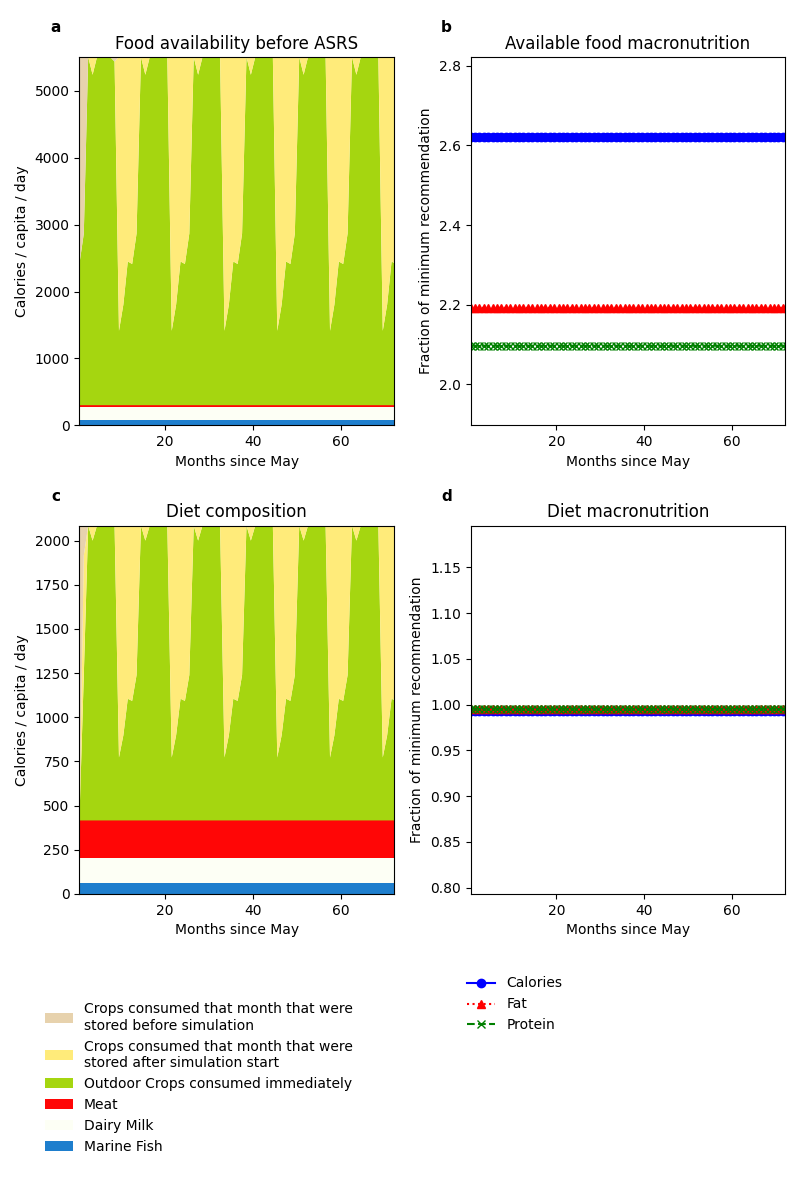 a
Food availability before ASRS
Calories / capita / day
5000
4000
3000
2000
1000
0
20
40
60
Months since May
b
Available food macronutrition
Fraction of minimum recommendation
2.8
2.6
2.4
2.2
2.0
20
40
60
Months since May
c
Diet composition
Calories / capita / day
2000
1750
1500
1250
1000
750
500
250
0
20
40
60
Months since May
d
Diet macronutrition
Fraction of minimum recommendation
1.15
1.10
1.05
1.00
0.95
0.90
0.85
0.80
20
40
60
Months since May
Crops consumed that month that were
stored before simulation
Crops consumed that month that were
stored after simulation start
Outdoor Crops consumed immediately
Meat
Dairy Milk
Marine Fish
Calories
Fat
Protein